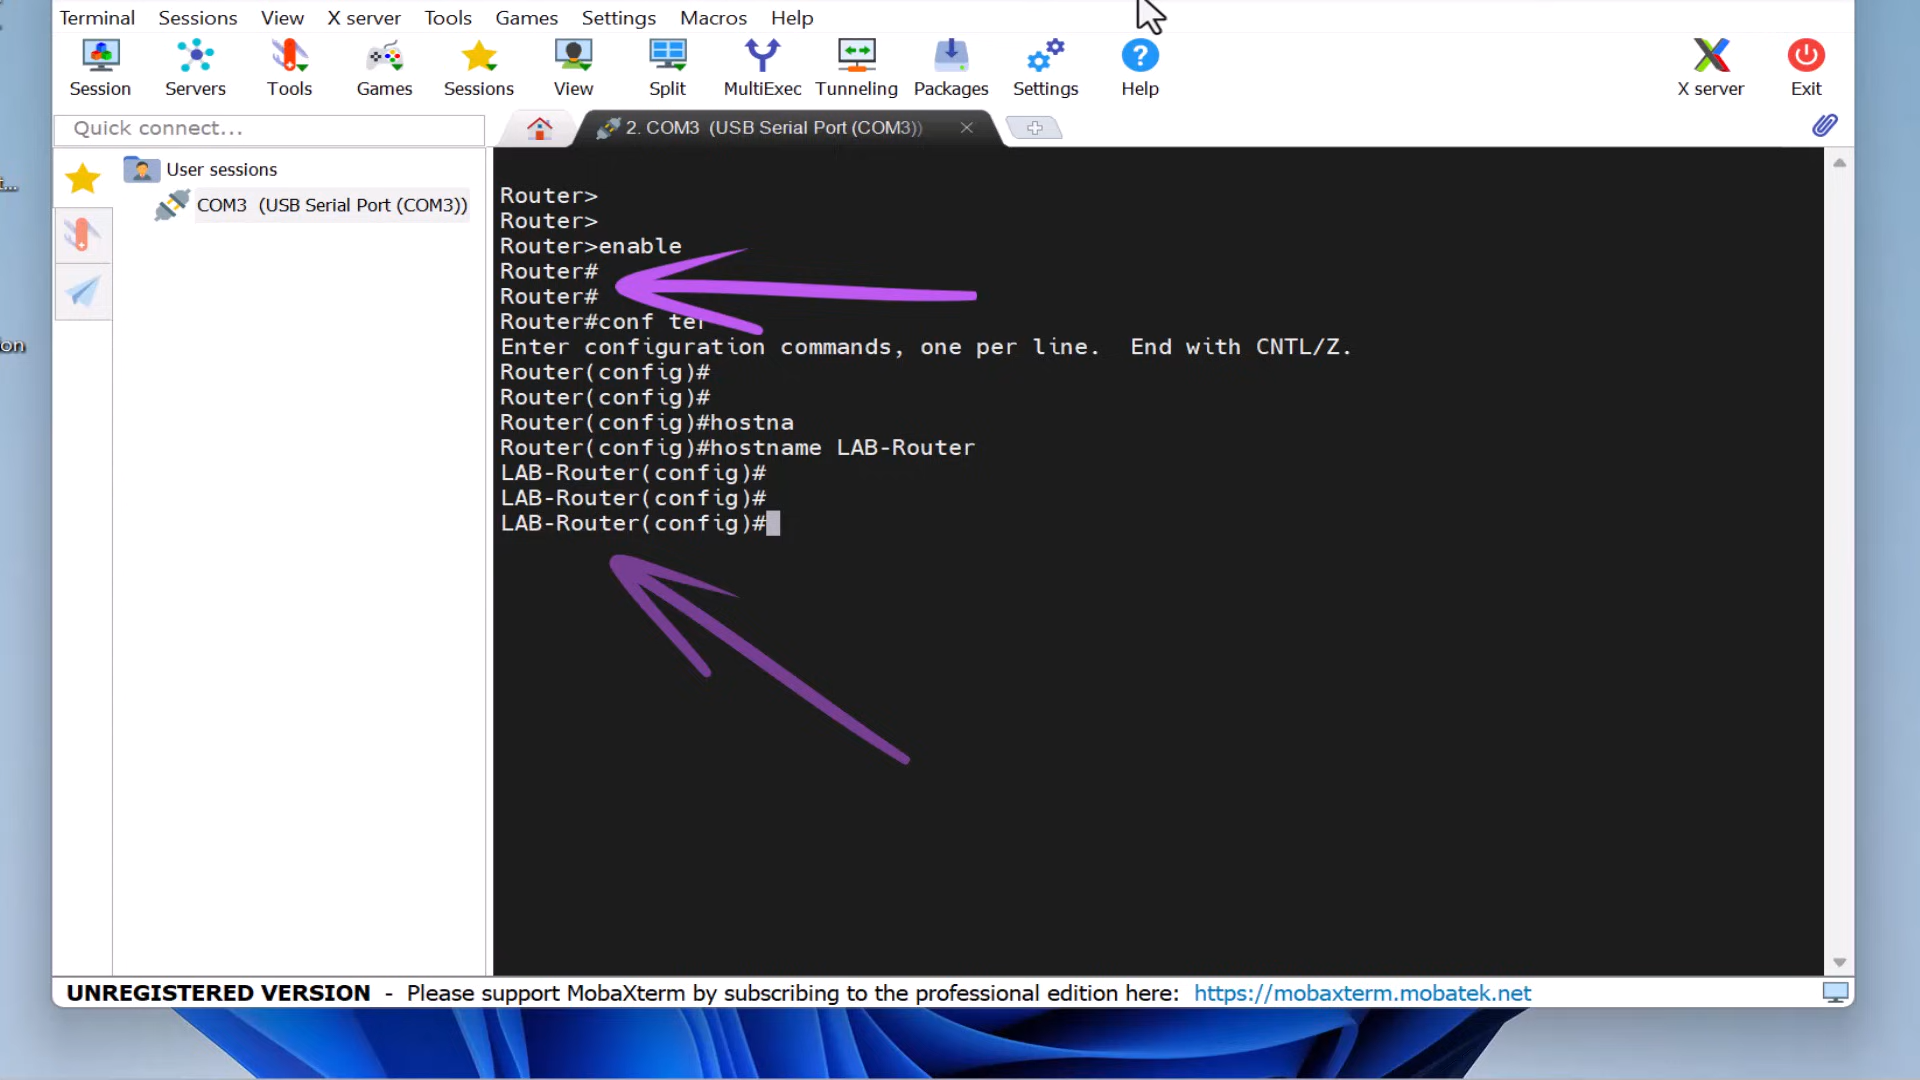 Terminal Sessions View X server Tools Games Settings Macros Help
Session Servers Tools Games Sessions View Split MultiExec Tunneling Packages Settings Help X server Exit
Quick connect...
2. COM3 (USB Serial Port (COM3))
User sessions
COM3 (USB Serial Port (COM3))
Router>
Router>
Router>enable
Router#
Router#
Router#conf ter
Enter configuration commands, one per line. End with CNTL/Z.
Router(config)#
Router(config)#
Router(config)#hostna
Router(config)#hostname LAB-Router
LAB-Router(config)#
LAB-Router(config)#
LAB-Router(config)#
UNREGISTERED VERSION - Please support MobaXterm by subscribing to the professional edition here: https://mobaxterm.mobatek.net